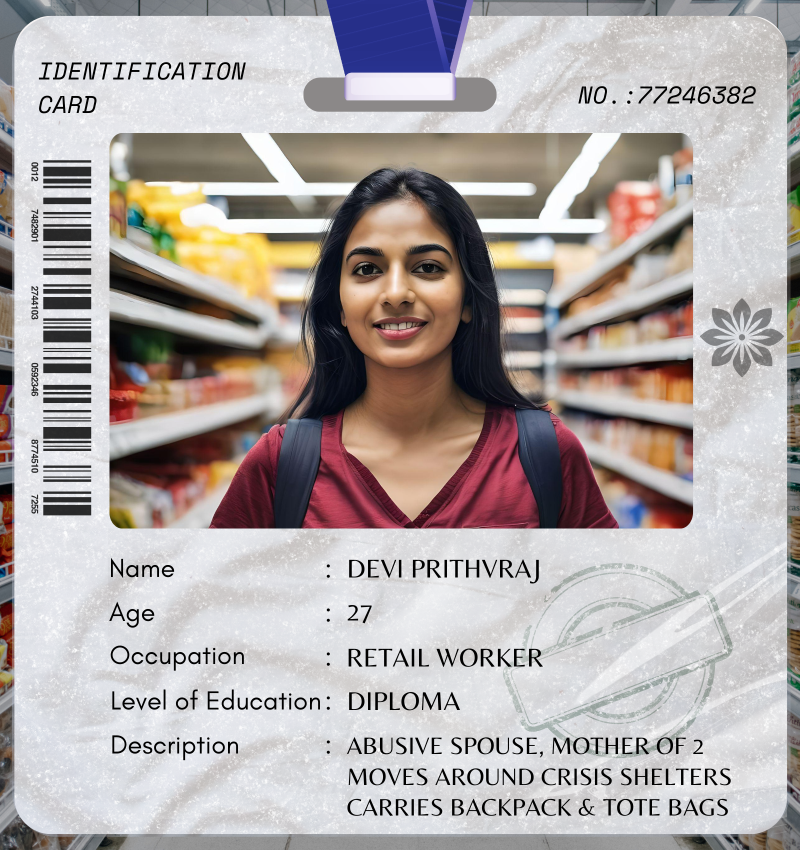 IDENTIFICATION
CARD
NO.:77246382
0012
7482901
2744103
0592346
8774510
7255
Name : DEVI PRITHVRAJ
Age : 27
Occupation : RETAIL WORKER
Level of Education : DIPLOMA
Description : ABUSIVE SPOUSE, MOTHER OF 2
MOVES AROUND CRISIS SHELTERS
CARRIES BACKPACK & TOTE BAGS